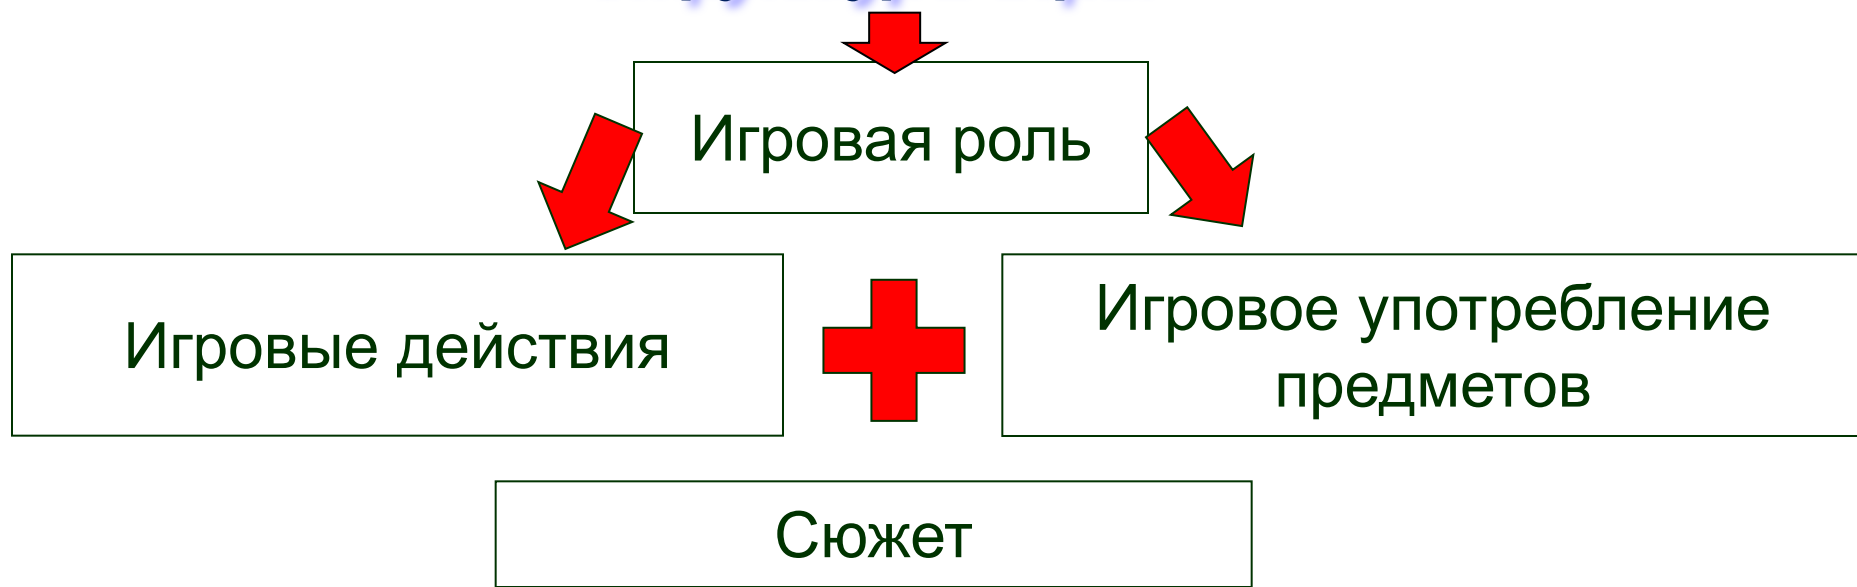 Игровая роль
Игровые действия
Игровое употребление
предметов
Сюжет